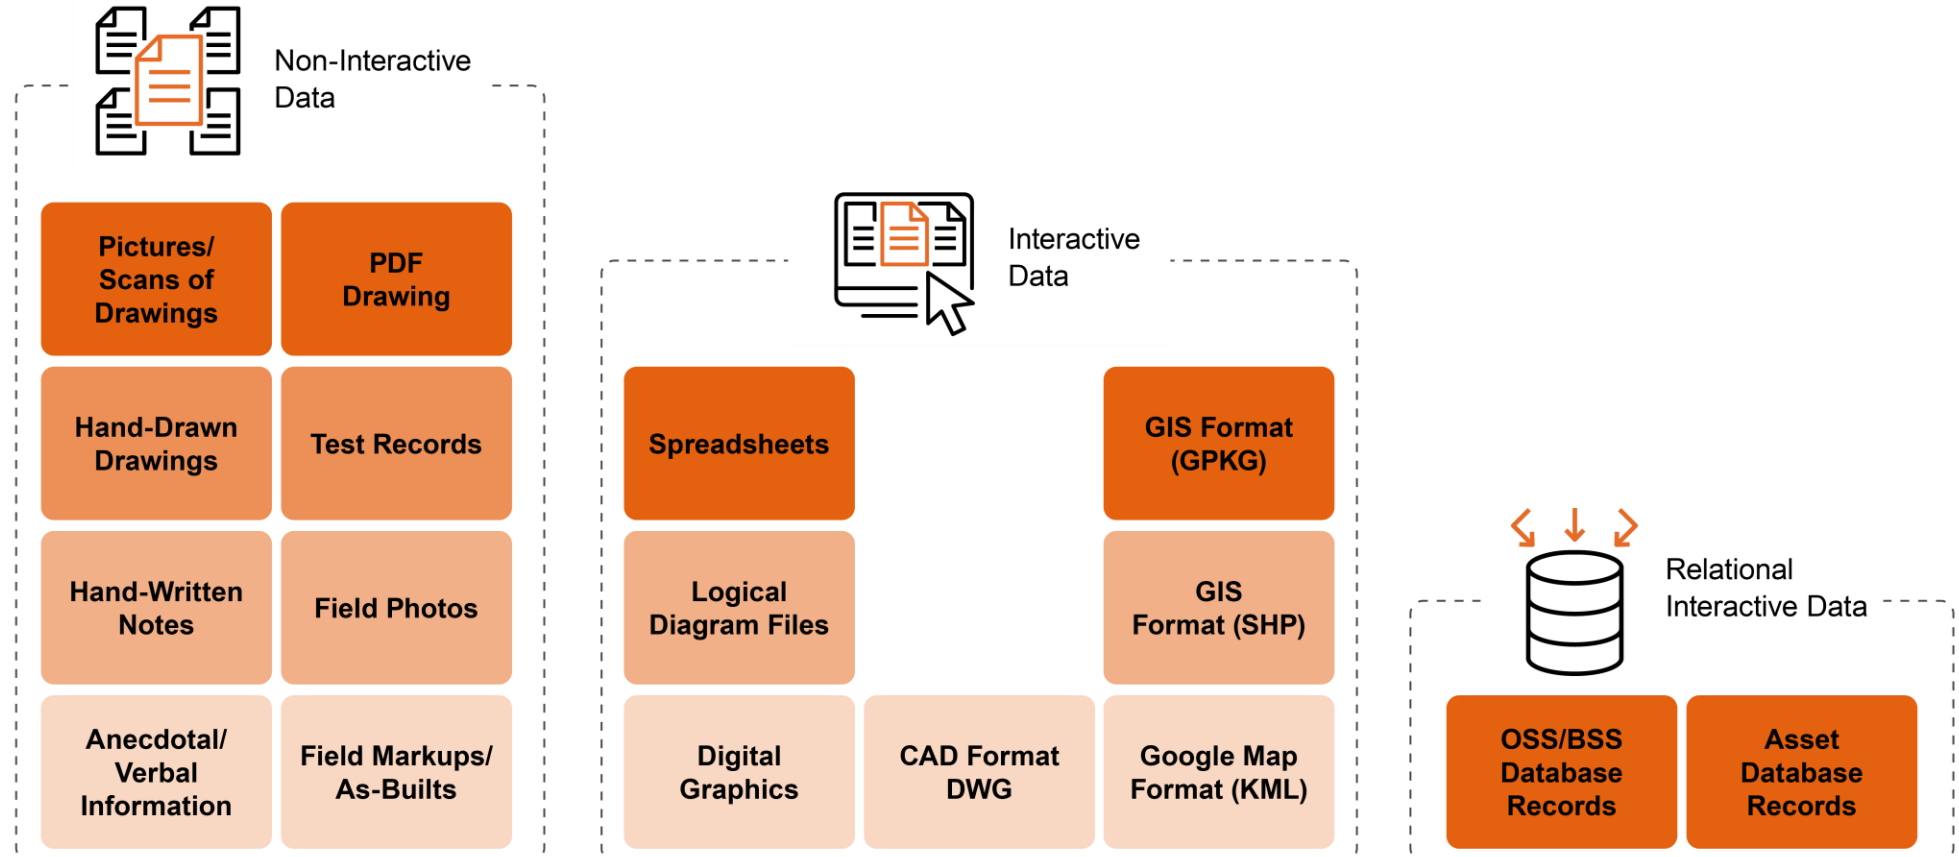 Non-Interactive
Data
Pictures/
Scans of
Drawings
PDF
Drawing
Hand-Drawn
Drawings
Test Records
Hand-Written
Notes
Field Photos
Anecdotal/
Verbal
Information
Field Markups/
As-Builts
Interactive
Data
Spreadsheets
GIS Format
(GPKG)
Logical
Diagram Files
GIS
Format (SHP)
Digital
Graphics
CAD Format
DWG
Google Map
Format (KML)
Relational
Interactive Data
OSS/BSS
Database
Records
Asset
Database
Records